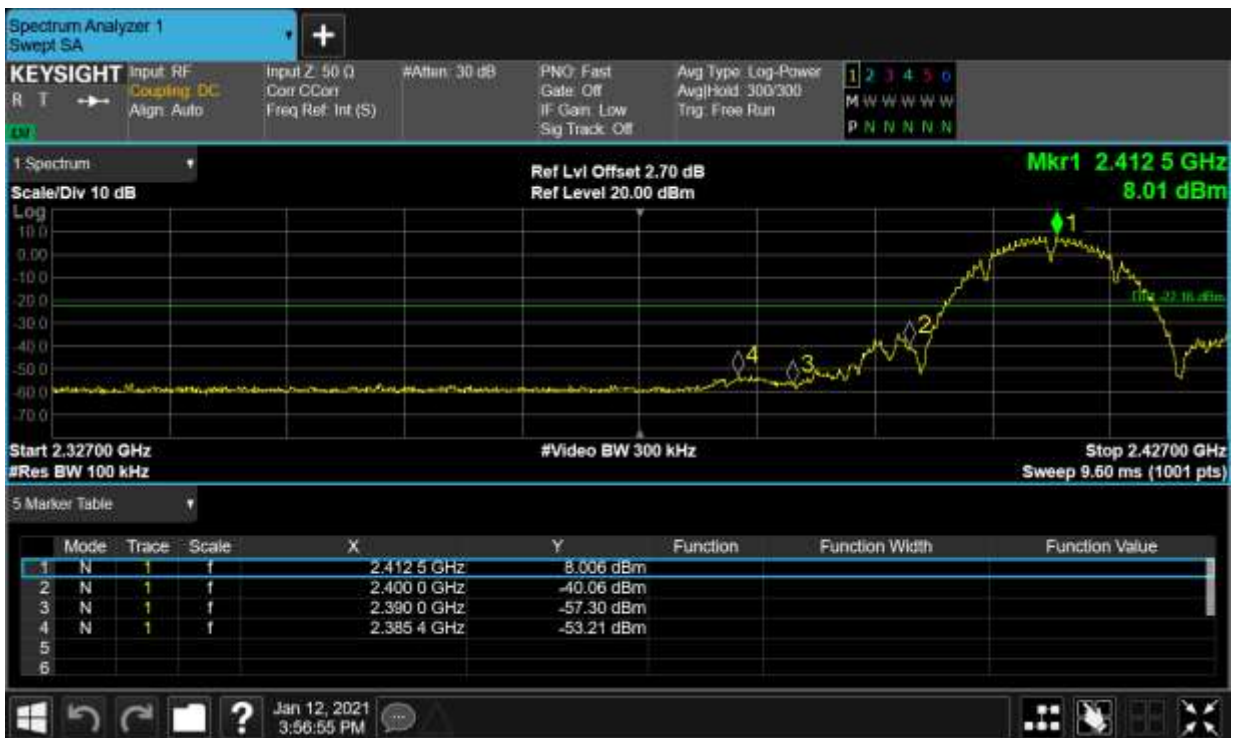 Spectrum Analyzer 1
Swept SA
+
KEYSIGHT
R T
Input: RF
Coupling: DC
Align: Auto
Input Z: 50 Ω
Corr CCorr
Freq Ref: Int (S)
#Atten: 30 dB
PNO: Fast
Gate: Off
IF Gain: Low
Sig Track: Off
Avg Type: Log-Power
Avg|Hold: 300/300
Trig: Free Run
1 2 3 4 5 6
M W W W W W
P N N N N N
1 Spectrum
Scale/Div 10 dB
Ref Lvl Offset 2.70 dB
Ref Level 20.00 dBm
Mkr1 2.412 5 GHz
8.01 dBm
Log
10.0
0.00
-10.0
-20.0
-30.0
-40.0
-50.0
-60.0
-70.0
1
2
3
4
DL1 -22.16 dBm
Start 2.32700 GHz
#Video BW 300 kHz
Stop 2.42700 GHz
#Res BW 100 kHz
Sweep 9.60 ms (1001 pts)
5 Marker Table
Mode Trace Scale X Y Function Function Width Function Value
1 N 1 f 2.412 5 GHz 8.006 dBm
2 N 1 f 2.400 0 GHz -40.06 dBm
3 N 1 f 2.390 0 GHz -57.30 dBm
4 N 1 f 2.385 4 GHz -53.21 dBm
5
6
?
Jan 12, 2021
3:56:55 PM